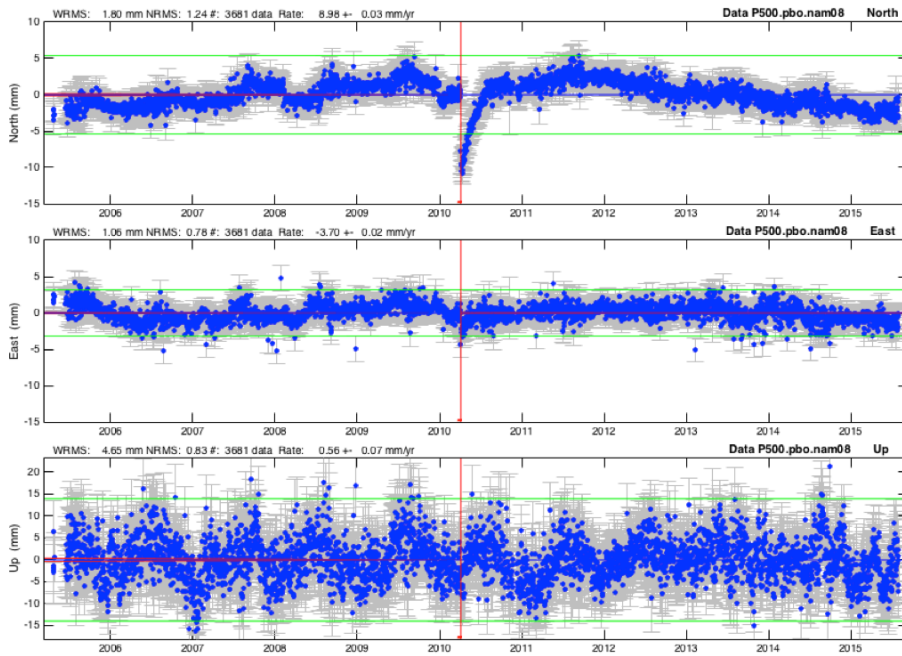 WRMS: 1.80 mm NRMS: 1.24 #: 3681 data Rate: 8.98 +- 0.03 mm/yr Data P500.pbo.nam08 North
10
5
0
-5
-10
-15
North (mm)
2006 2007 2008 2009 2010 2011 2012 2013 2014 2015
WRMS: 1.06 mm NRMS: 0.78 #: 3681 data Rate: -3.70 +- 0.02 mm/yr Data P500.pbo.nam08 East
10
5
0
-5
-10
-15
East (mm)
2006 2007 2008 2009 2010 2011 2012 2013 2014 2015
WRMS: 4.65 mm NRMS: 0.83 #: 3681 data Rate: 0.56 +- 0.07 mm/yr Data P500.pbo.nam08 Up
20
15
10
5
0
-5
-10
-15
Up (mm)
2006 2007 2008 2009 2010 2011 2012 2013 2014 2015